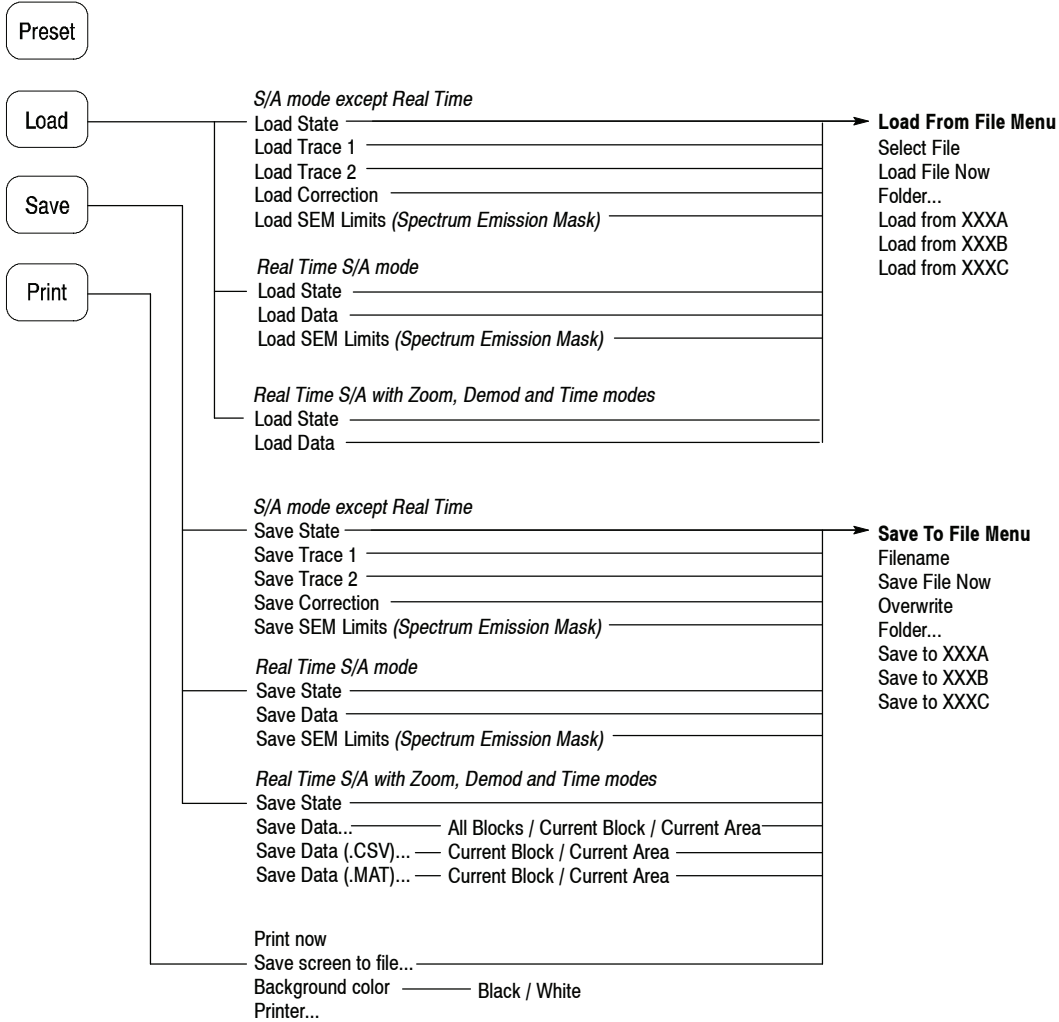 Preset
Load
Save
Print
S/A mode except Real Time
Load State
Load Trace 1
Load Trace 2
Load Correction
Load SEM Limits (Spectrum Emission Mask)
Real Time S/A mode
Load State
Load Data
Load SEM Limits (Spectrum Emission Mask)
Real Time S/A with Zoom, Demod and Time modes
Load State
Load Data
Load From File Menu
Select File
Load File Now
Folder...
Load from XXXA
Load from XXXB
Load from XXXC
S/A mode except Real Time
Save State
Save Trace 1
Save Trace 2
Save Correction
Save SEM Limits (Spectrum Emission Mask)
Real Time S/A mode
Save State
Save Data
Save SEM Limits (Spectrum Emission Mask)
Real Time S/A with Zoom, Demod and Time modes
Save State
Save Data... All Blocks / Current Block / Current Area
Save Data (.CSV)... Current Block / Current Area
Save Data (.MAT)... Current Block / Current Area
Save To File Menu
Filename
Save File Now
Overwrite
Folder...
Save to XXXA
Save to XXXB
Save to XXXC
Print now
Save screen to file...
Background color Black / White
Printer...